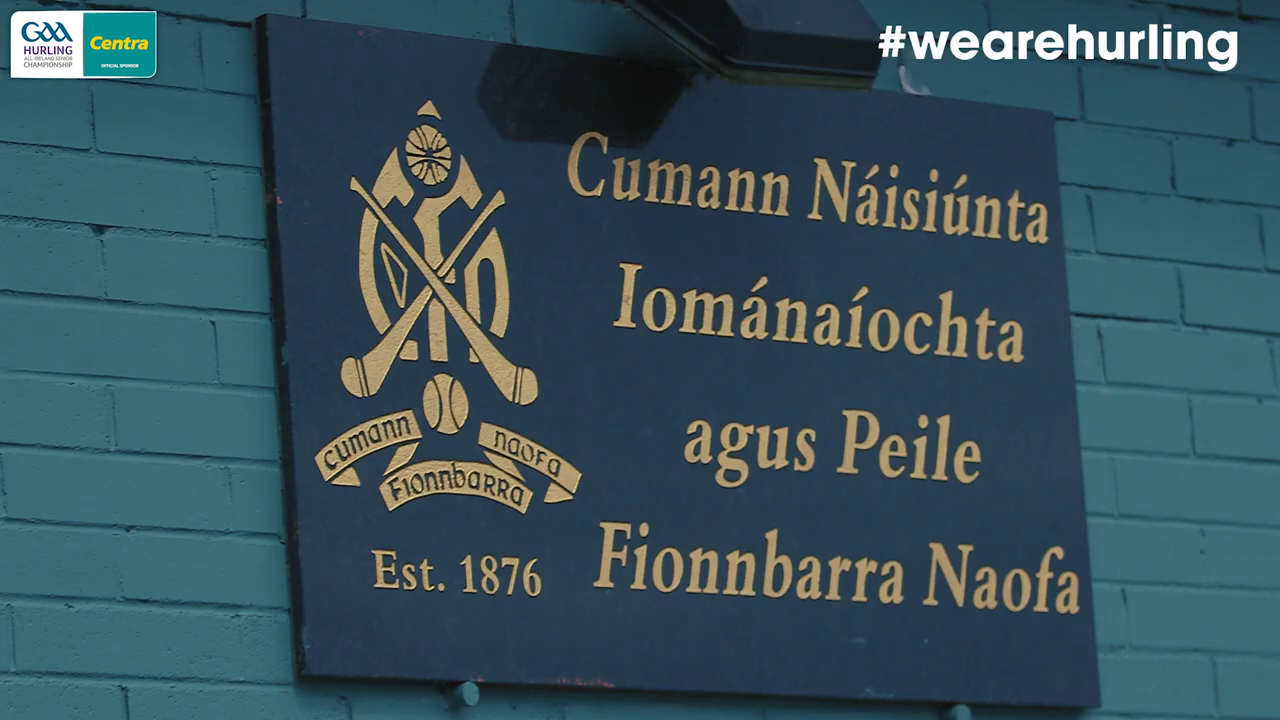 GAA
HURLING
ALL-IRELAND SENIOR
CHAMPIONSHIP
Centra
OFFICIAL SPONSOR
#wearehurling
Cumann Náisiúnta
Iománaíochta
agus Peile
Fionnbarra Naofa
cumann
naofa
Fionnbarra
Est. 1876